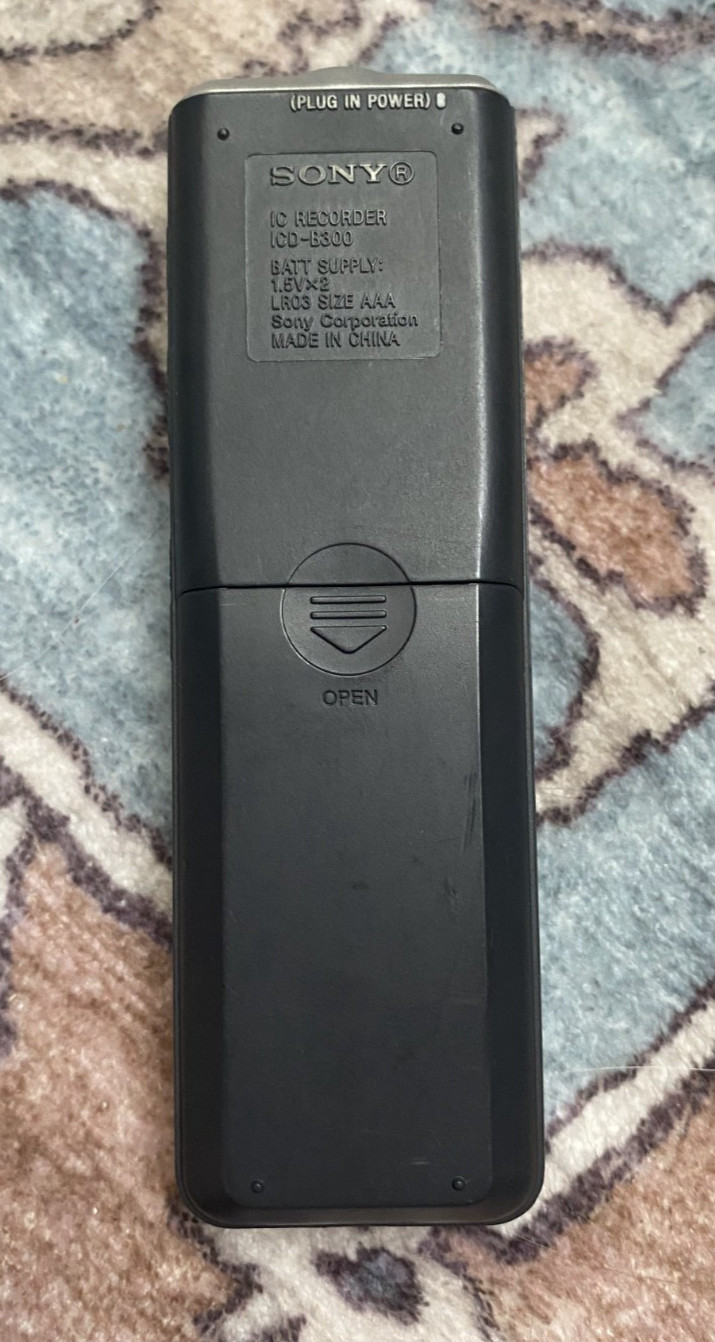 (PLUG IN POWER)
SONY®
IC RECORDER
ICD-B300
BATT SUPPLY:
1.5V×2
LR03 SIZE AAA
Sony Corporation
MADE IN CHINA
OPEN